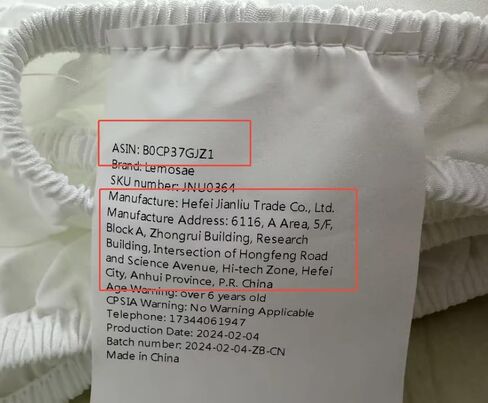 ASIN: B0CP37GJZ1
Brand: Lemosae
SKU number: JNU0364
Manufacture: Hefei Jianliu Trade Co., Ltd.
Manufacture Address: 6116, A Area, 5/F,
Block A, Zhongrui Building, Research
Building, Intersection of Hongfeng Road
and Science Avenue, Hi-tech Zone, Hefei
City, Anhui Province, P.R. China
Age Warning: over 6 years old
CPSIA Warning: No Warning Applicable
Telephone: 17344061947
Production Date: 2024-02-04
Batch number: 2024-02-04-ZB-CN
Made in China